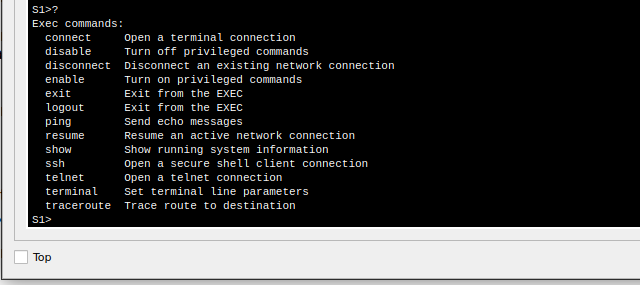 S1>?
Exec commands:
  connect     Open a terminal connection
  disable     Turn off privileged commands
  disconnect  Disconnect an existing network connection
  enable      Turn on privileged commands
  exit        Exit from the EXEC
  logout      Exit from the EXEC
  ping        Send echo messages
  resume      Resume an active network connection
  show        Show running system information
  ssh         Open a secure shell client connection
  telnet      Open a telnet connection
  terminal    Set terminal line parameters
  traceroute  Trace route to destination
S1>
Top